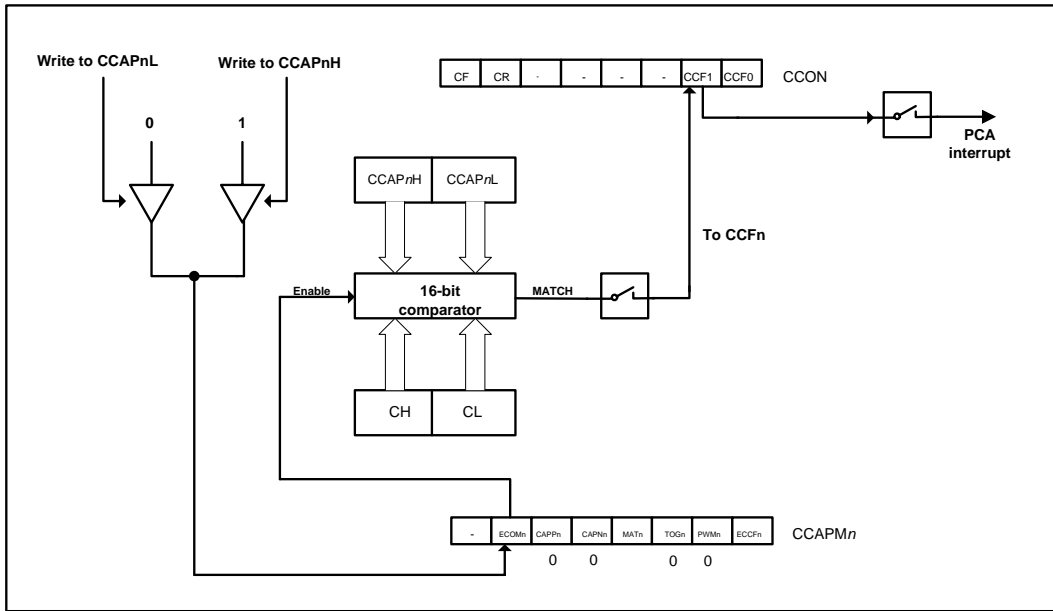 Write to CCAPnL
Write to CCAPnH
CF CR - - - - CCF1 CCF0 CCON
0 1
PCA
interrupt
CCAPnH CCAPnL
To CCFn
Enable
16-bit
comparator
MATCH
CH CL
- ECOMn CAPPn CAPNn MATn TOGn PWMn ECCFn CCAPMn
0 0 0 0